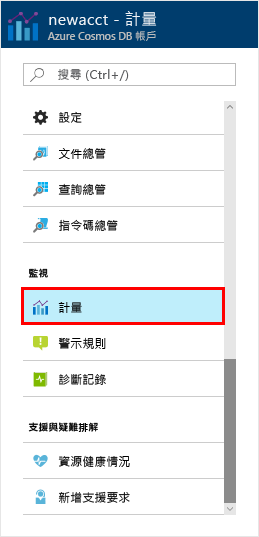 newacct - 計量
Azure Cosmos DB 帳戶
搜尋 (Ctrl+/)
設定
文件總管
查詢總管
指令碼總管
監視
計量
警示規則
診斷記錄
支援與疑難排解
資源健康情況
新增支援要求